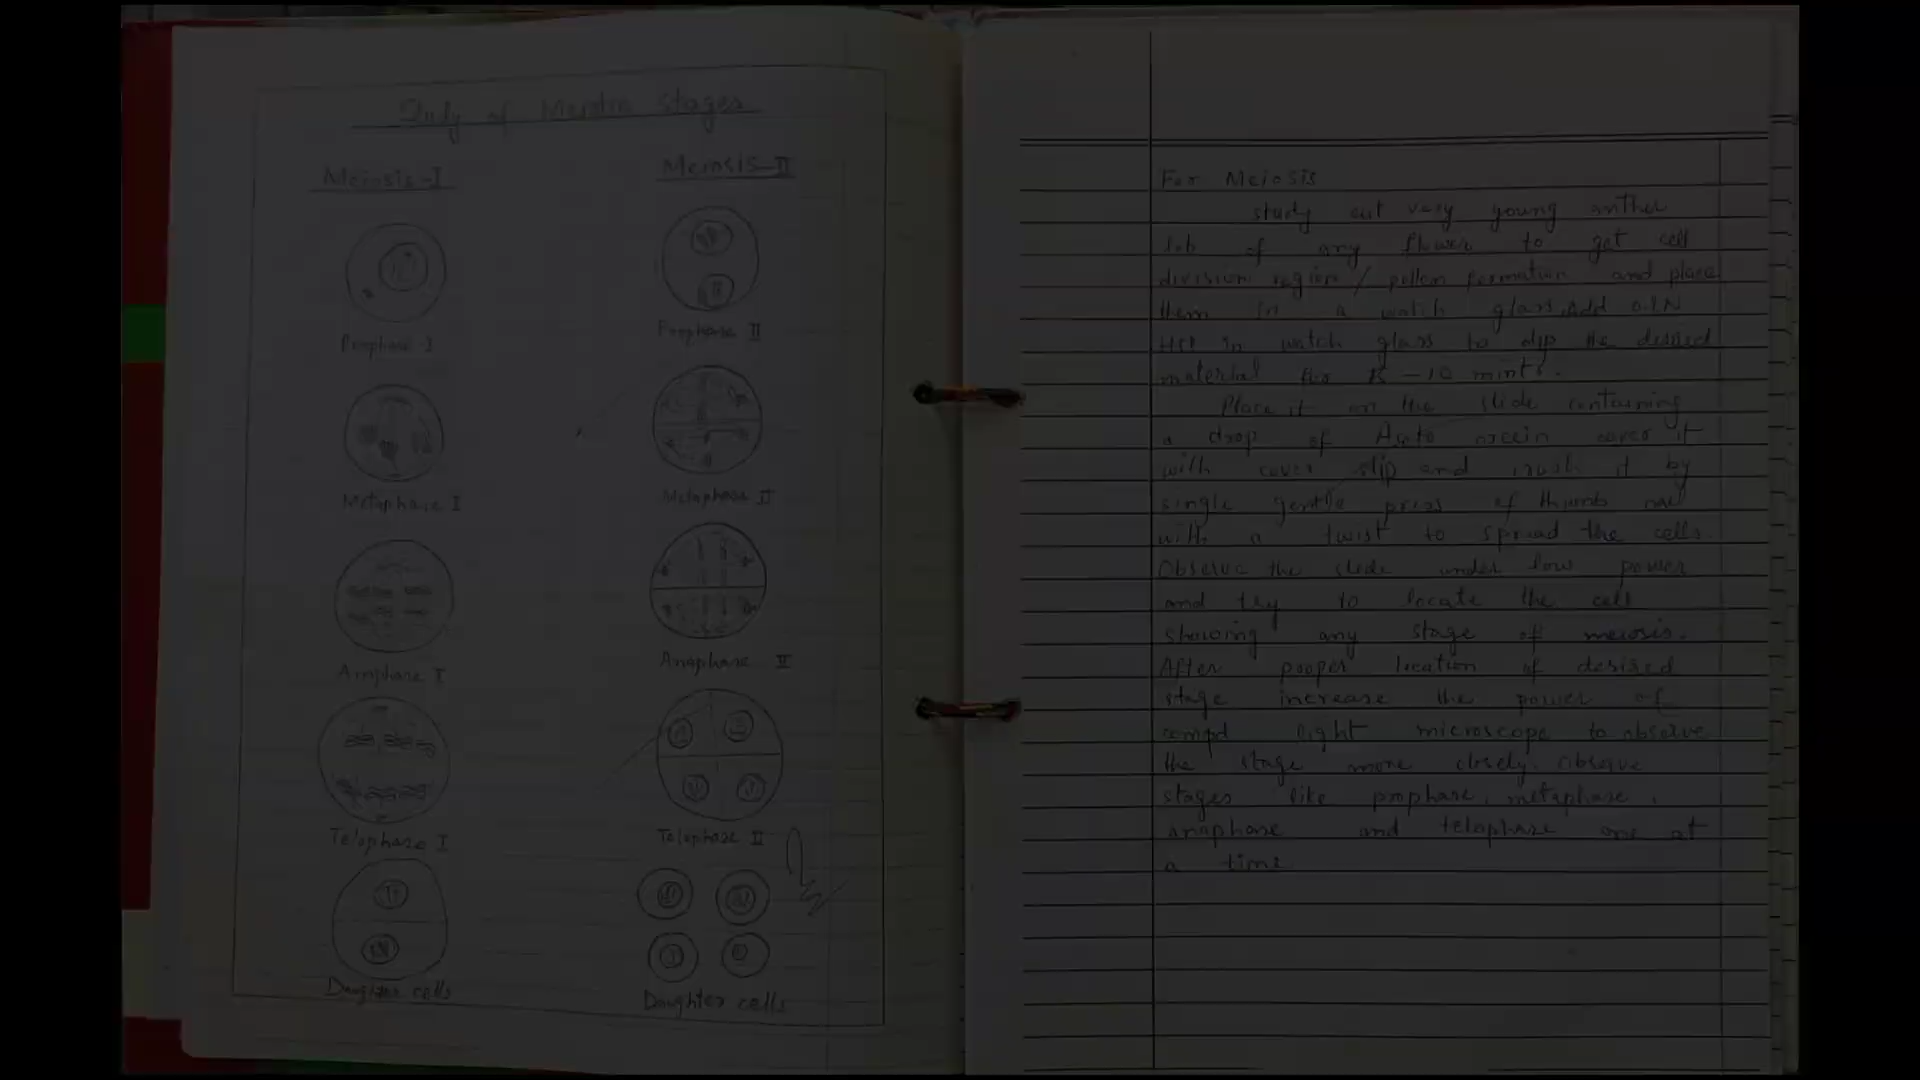 Study of Meiotic stages
Meiosis-I
Prophase I
Metaphase I
Anaphase I
Telophase I
Daughter cells
Meiosis-II
Prophase II
Metaphase II
Anaphase II
Telophase II
Daughter cells
For Meiosis
study out very young anther
of any flower to get cell
division region / pollen formation and place
them in a watch glass. Add 0.1N
HCl in watch glass to dip the desired
material for - 10 mints.
Place it on the slide containing
a drop of orcein cover it
with cover slip and crush it by
single gentle press of thumb nail
with a twist to spread the cells.
Observe the slide under low power
and try to locate the cell
showing any stage of meiosis.
After pooper location of desired
stage increase the power of
compd light microscope to observe
the stage more closely. observe
stages like prophase, metaphase,
anaphase and telophase one at
a time